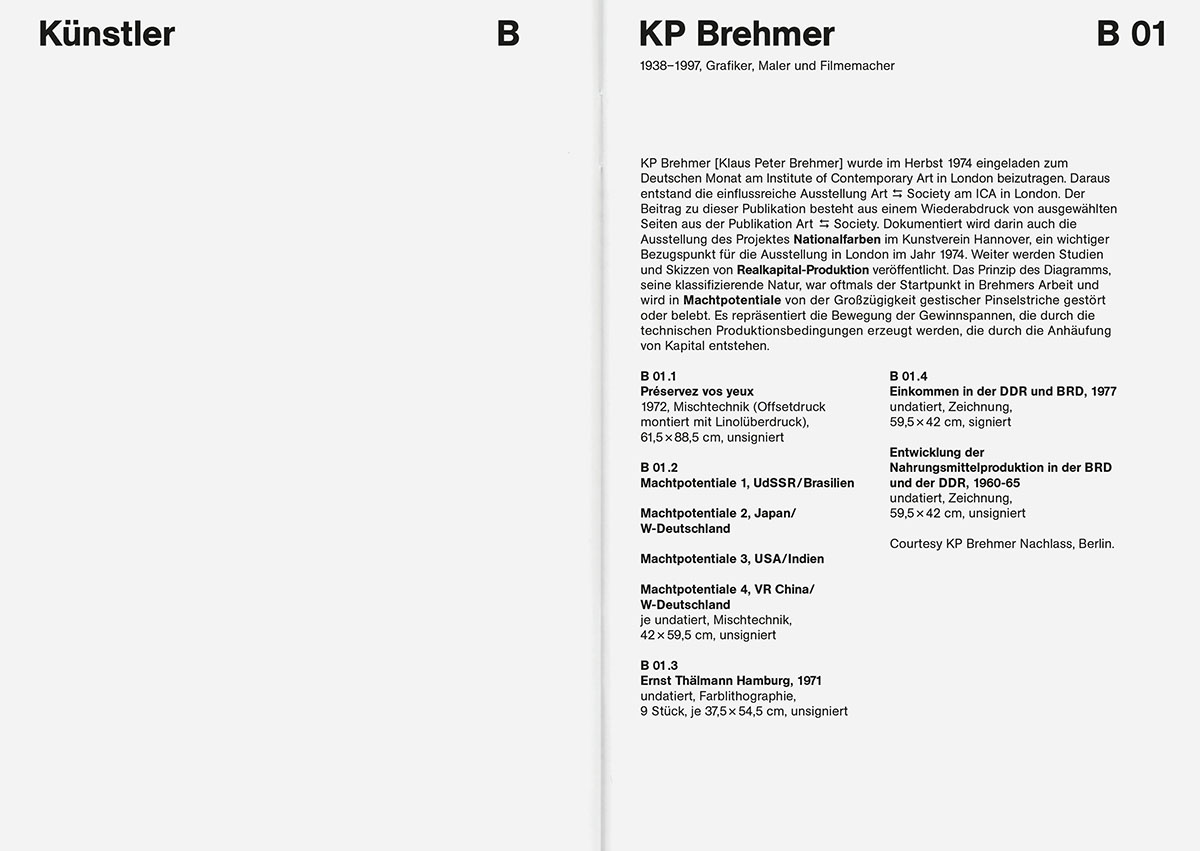 Künstler B
KP Brehmer B 01
1938–1997, Grafiker, Maler und Filmemacher
KP Brehmer [Klaus Peter Brehmer] wurde im Herbst 1974 eingeladen zum
Deutschen Monat am Institute of Contemporary Art in London beizutragen. Daraus
entstand die einflussreiche Ausstellung Art ⇆ Society am ICA in London. Der
Beitrag zu dieser Publikation besteht aus einem Wiederabdruck von ausgewählten
Seiten aus der Publikation Art ⇆ Society. Dokumentiert wird darin auch die
Ausstellung des Projektes Nationalfarben im Kunstverein Hannover, ein wichtiger
Bezugspunkt für die Ausstellung in London im Jahr 1974. Weiter werden Studien
und Skizzen von Realkapital-Produktion veröffentlicht. Das Prinzip des Diagramms,
seine klassifizierende Natur, war oftmals der Startpunkt in Brehmers Arbeit und
wird in Machtpotentiale von der Großzügigkeit gestischer Pinselstriche gestört
oder belebt. Es repräsentiert die Bewegung der Gewinnspannen, die durch die
technischen Produktionsbedingungen erzeugt werden, die durch die Anhäufung
von Kapital entstehen.
B 01.1
Préservez vos yeux
1972, Mischtechnik (Offsetdruck
montiert mit Linolüberdruck),
61,5 × 88,5 cm, unsigniert
B 01.2
Machtpotentiale 1, UdSSR/Brasilien
Machtpotentiale 2, Japan/
W-Deutschland
Machtpotentiale 3, USA/Indien
Machtpotentiale 4, VR China/
W-Deutschland
je undatiert, Mischtechnik,
42 × 59,5 cm, unsigniert
B 01.3
Ernst Thälmann Hamburg, 1971
undatiert, Farblithographie,
9 Stück, je 37,5 × 54,5 cm, unsigniert
B 01.4
Einkommen in der DDR und BRD, 1977
undatiert, Zeichnung,
59,5 × 42 cm, signiert
Entwicklung der
Nahrungsmittelproduktion in der BRD
und der DDR, 1960-65
undatiert, Zeichnung,
59,5 × 42 cm, unsigniert
Courtesy KP Brehmer Nachlass, Berlin.